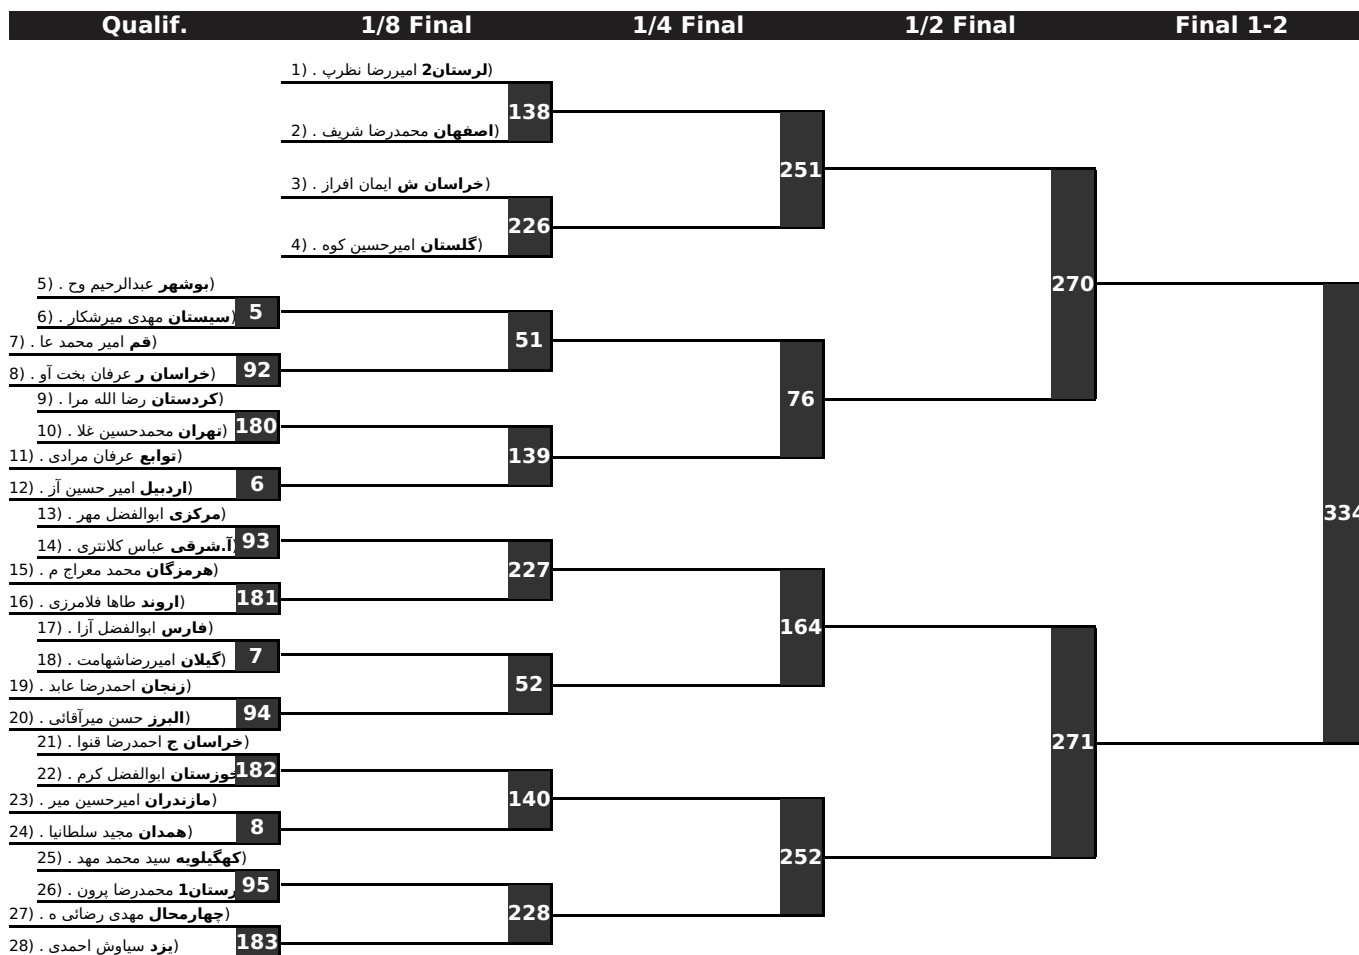 Qualif. 1/8 Final 1/4 Final 1/2 Final Final 1-2
1) . امیررضا نظرپ لرستان2)
138
2) . محمدرضا شریف اصفهان)
251
3) . ایمان افراز خراسان ش)
226
4) . امیرحسین کوه گلستان)
270
5) . عبدالرحیم وح بوشهر)
5
6) . مهدی میرشکار سیستان)
51
7) . امیر محمد عا قم)
92
8) . عرفان بخت آو خراسان ر)
76
9) . رضا الله مرا کردستان)
180
10) . محمدحسین غلا تهران)
139
11) . عرفان مرادی توابع)
6
12) . امیر حسین آز اردبیل)
334
13) . ابوالفضل مهر مرکزی)
93
14) . عباس کلانتری آ.شرقی)
227
15) . محمد معراج م هرمزگان)
181
16) . طاها فلامرزی اروند)
164
17) . ابوالفضل آزا فارس)
7
18) . امیررضاشهامت گیلان)
52
19) . احمدرضا عابد زنجان)
94
20) . حسن میرآقائی البرز)
271
21) . احمدرضا قنوا خراسان ج)
182
22) . ابوالفضل کرم خوزستان
140
23) . امیرحسین میر مازندران)
8
24) . مجید سلطانیا همدان)
252
25) . سید محمد مهد کهگیلویه)
95
26) . محمدرضا پرون رستان1
228
27) . مهدی رضائی ه چهارمحال)
183
28) . سیاوش احمدی یزد)